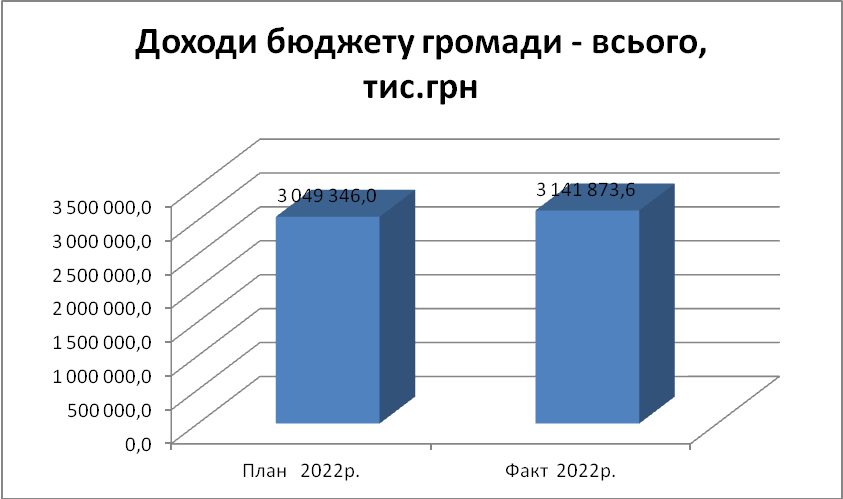 Доходи бюджету громади - всього,
тис.грн
3 049 346,0
3 141 873,6
3 500 000,0
3 000 000,0
2 500 000,0
2 000 000,0
1 500 000,0
1 000 000,0
500 000,0
0,0
План 2022р.
Факт 2022р.